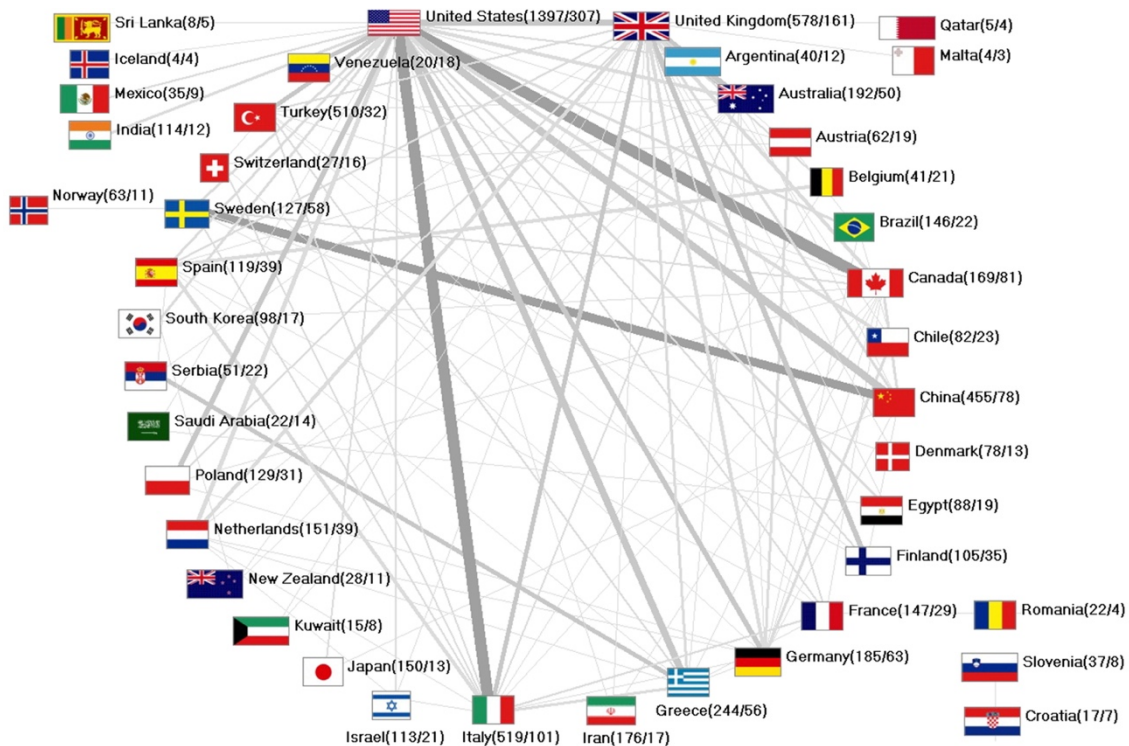 Sri Lanka(8/5)
United States(1397/307)
United Kingdom(578/161)
Qatar(5/4)
Iceland(4/4)
Venezuela(20/18)
Argentina(40/12)
Malta(4/3)
Mexico(35/9)
Turkey(510/32)
Australia(192/50)
India(114/12)
Austria(62/19)
Switzerland(27/16)
Belgium(41/21)
Norway(63/11)
Sweden(127/58)
Brazil(146/22)
Spain(119/39)
Canada(169/81)
South Korea(98/17)
Chile(82/23)
Serbia(51/22)
China(455/78)
Saudi Arabia(22/14)
Denmark(78/13)
Poland(129/31)
Egypt(88/19)
Netherlands(151/39)
Finland(105/35)
New Zealand(28/11)
France(147/29)
Romania(22/4)
Kuwait(15/8)
Germany(185/63)
Slovenia(37/8)
Japan(150/13)
Greece(244/56)
Croatia(17/7)
Israel(113/21)
Italy(519/101)
Iran(176/17)